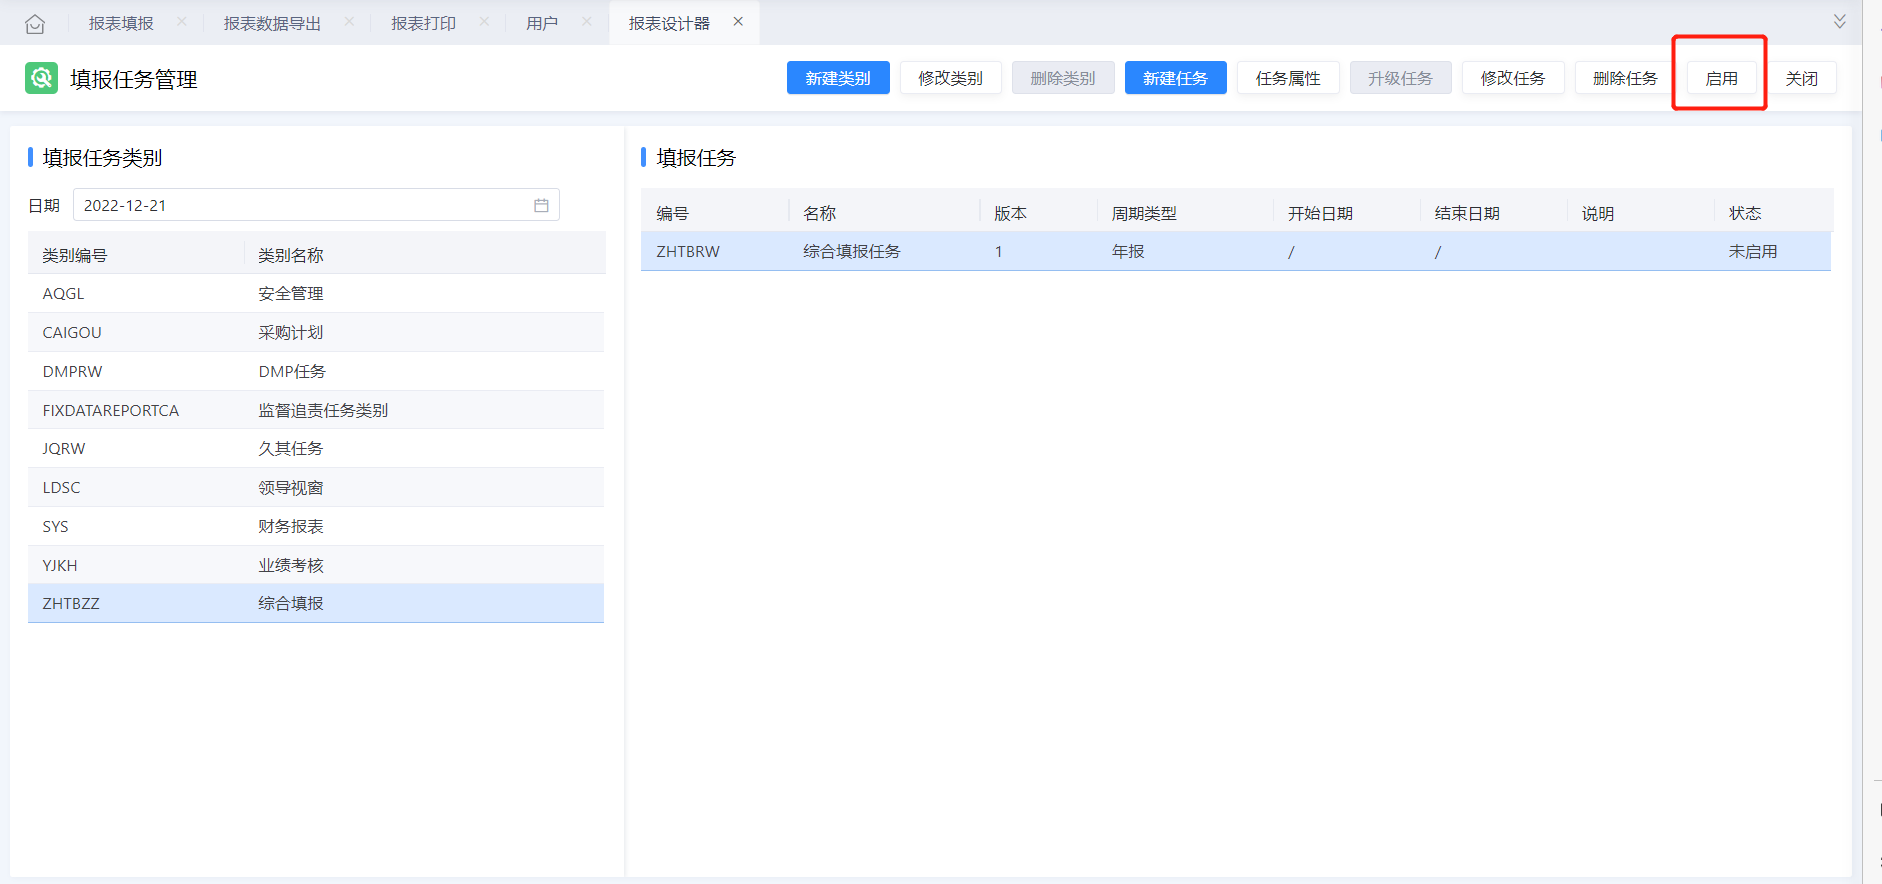 报表填报 报表数据导出 报表打印 用户 报表设计器
填报任务管理 新建类别 修改类别 删除类别 新建任务 任务属性 升级任务 修改任务 删除任务 启用 关闭
填报任务类别
日期 2022-12-21
类别编号 类别名称
AQGL 安全管理
CAIGOU 采购计划
DMPRW DMP任务
FIXDATAREPORTCA 监督追责任务类别
JQRW 久其任务
LDSC 领导视窗
SYS 财务报表
YJKH 业绩考核
ZHTBZZ 综合填报
填报任务
编号 名称 版本 周期类型 开始日期 结束日期 说明 状态
ZHTBRW 综合填报任务 1 年报 / / 未启用